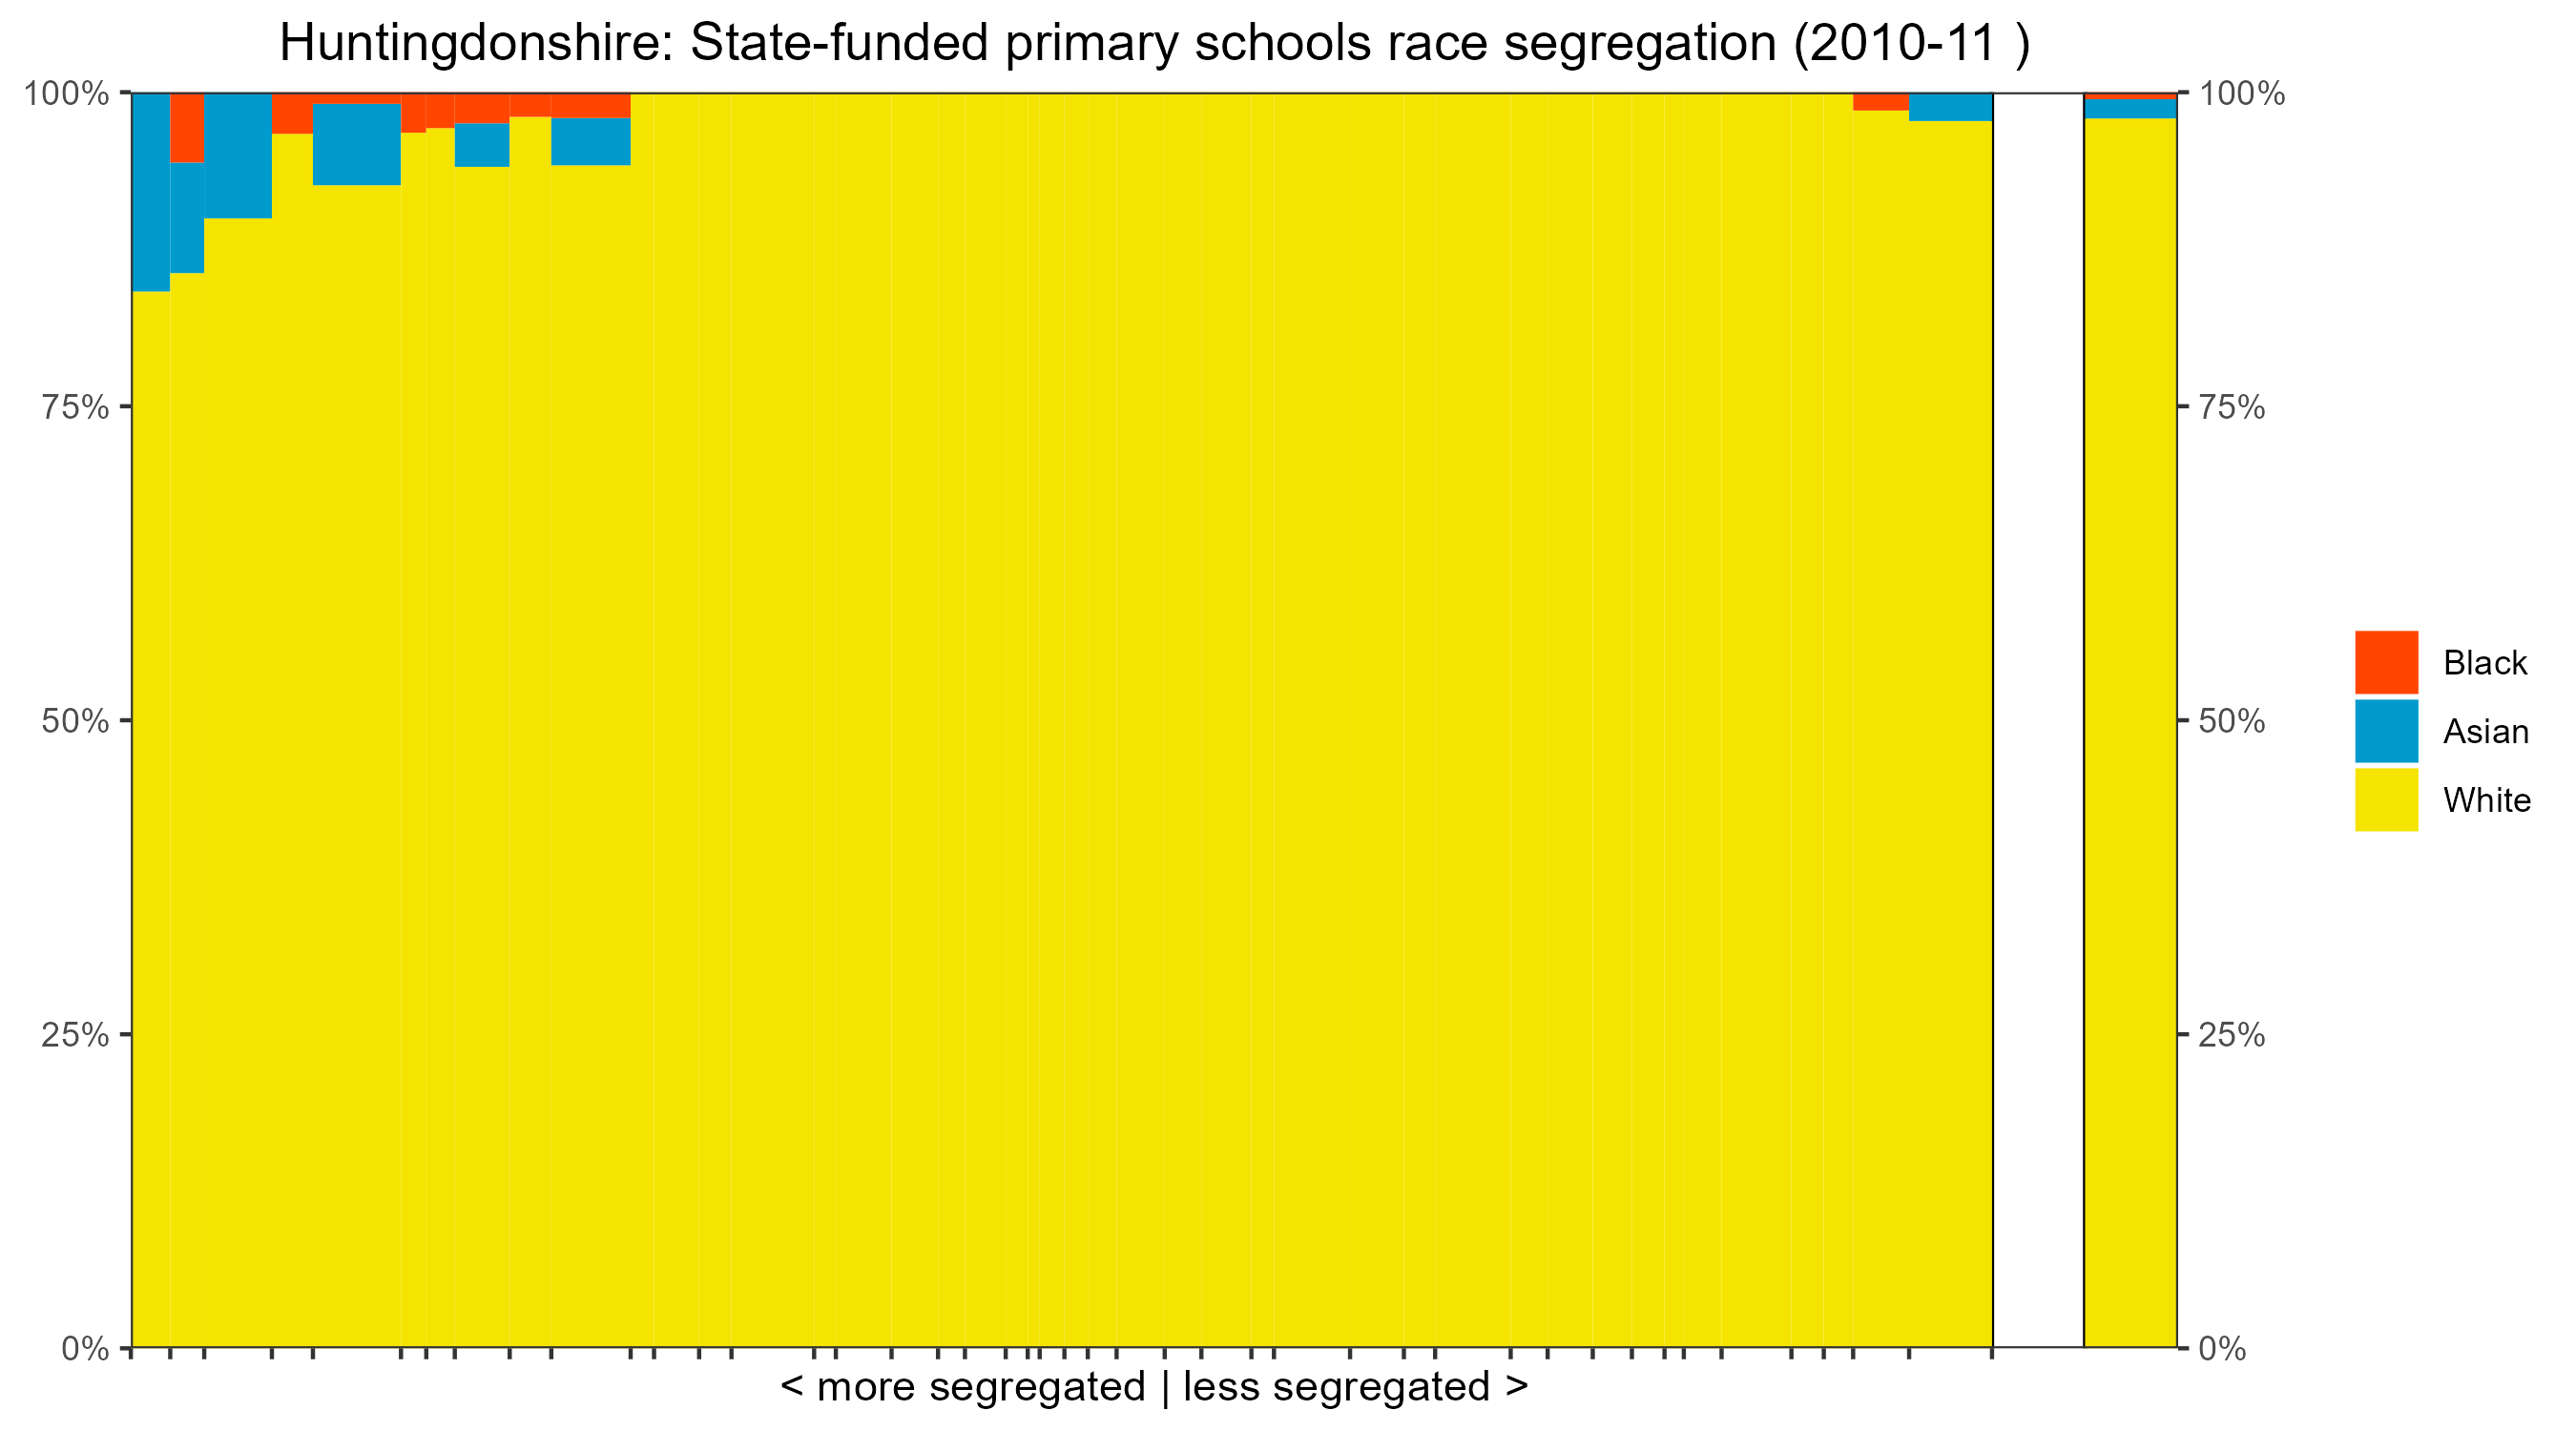 Huntingdonshire: State-funded primary schools race segregation (2010-11 )
100%
75%
50%
25%
0%
100%
75%
50%
25%
0%
Black
Asian
White
< more segregated | less segregated >